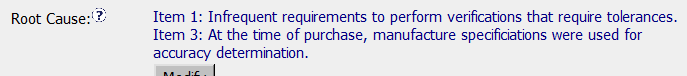 Root Cause:? Item 1: Infrequent requirements to perform verifications that require tolerances.
Item 3: At the time of purchase, manufacture specificiations were used for
accuracy determination.
Modify